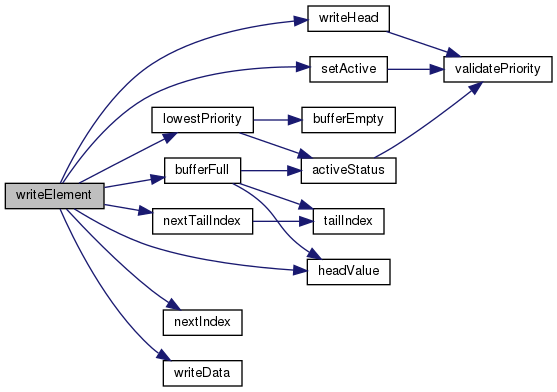 writeHead
setActive
validatePriority
lowestPriority
bufferEmpty
bufferFull
activeStatus
writeElement
nextTailIndex
tailIndex
headValue
nextIndex
writeData